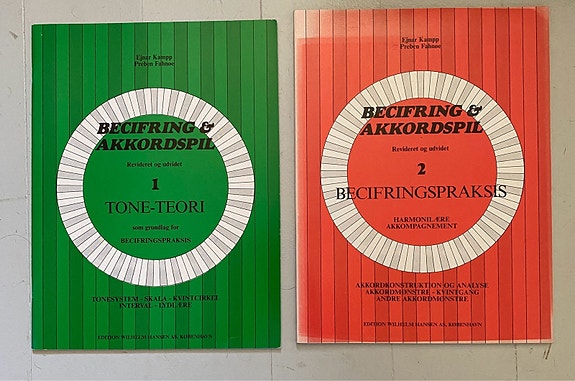 Ejnar Kampp
Preben Fahnøe
BECIFRING &
AKKORDSPIL
Revideret og udvidet
1
TONE-TEORI
som grundlag for
BECIFRINGSPRAKSIS
TONESYSTEM - SKALA - KVINTCIRKEL
INTERVAL - LYDLÆRE
EDITION WILHELM HANSEN AS, KØBENHAVN
Ejnar Kampp
Preben Fahnøe
BECIFRING &
AKKORDSPIL
Revideret og udvidet
2
BECIFRINGSPRAKSIS
HARMONILÆRE
AKKOMPAGNEMENT
AKKORDKONSTRUKTION OG ANALYSE
AKKORDMØNSTRE - KVINTGANG
ANDRE AKKORDMØNSTRE
EDITION WILHELM HANSEN AS, KØBENHAVN